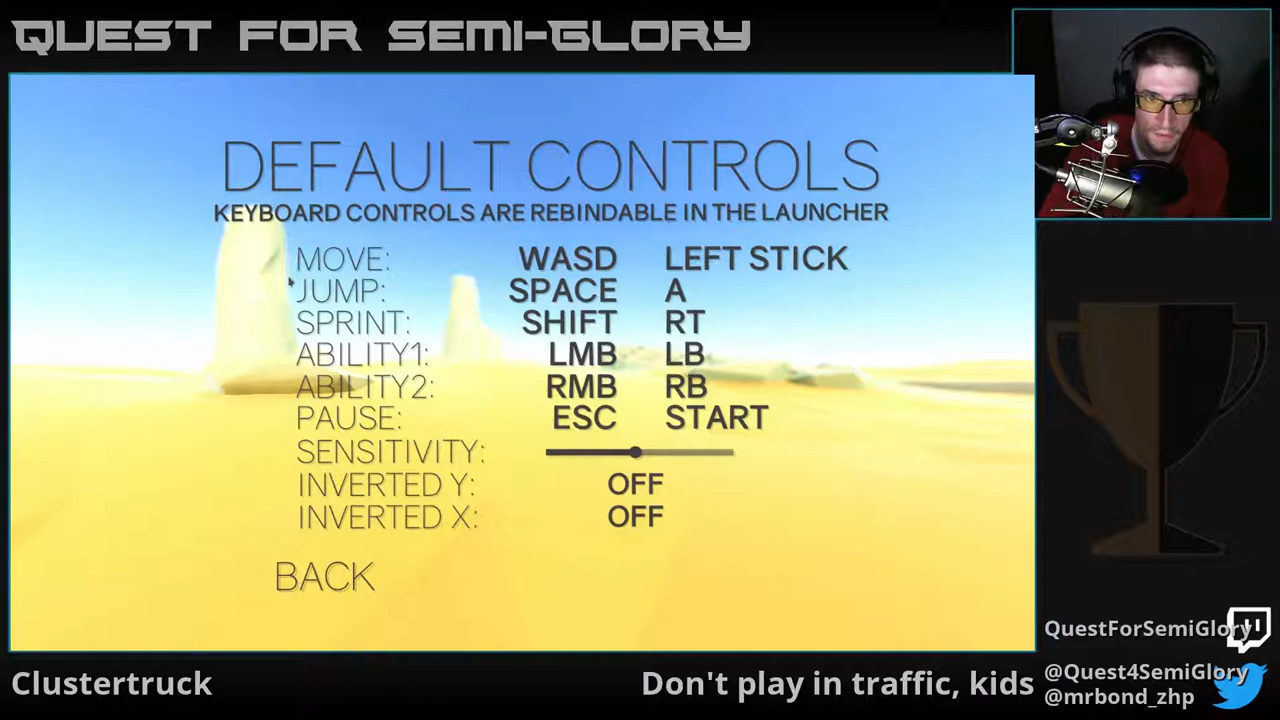 QUEST FOR SEMI-GLORY
DEFAULT CONTROLS
KEYBOARD CONTROLS ARE REBINDABLE IN THE LAUNCHER
MOVE: WASD LEFT STICK
JUMP: SPACE A
SPRINT: SHIFT RT
ABILITY1: LMB LB
ABILITY2: RMB RB
PAUSE: ESC START
SENSITIVITY:
INVERTED Y: OFF
INVERTED X: OFF
BACK
QuestForSemiGlory
@Quest4SemiGlory
@mrbond_zhp
Clustertruck Don't play in traffic, kids